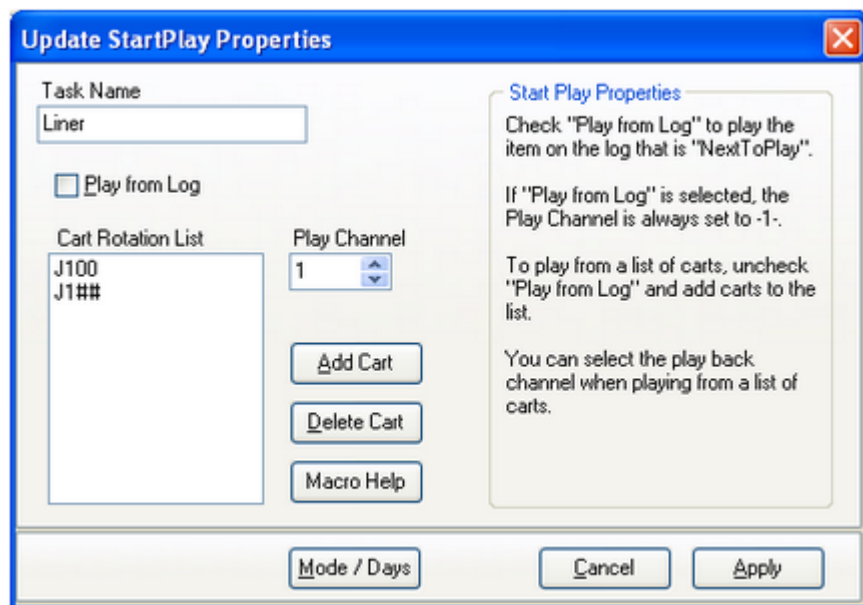 Update StartPlay Properties
Task Name
Liner
Play from Log
Cart Rotation List
J100
J1##
Play Channel
1
Add Cart
Delete Cart
Macro Help
Start Play Properties
Check "Play from Log" to play the
item on the log that is "NextToPlay".
If "Play from Log" is selected, the
Play Channel is always set to -1-.
To play from a list of carts, uncheck
"Play from Log" and add carts to the
list.
You can select the play back
channel when playing from a list of
carts.
Mode / Days
Cancel
Apply